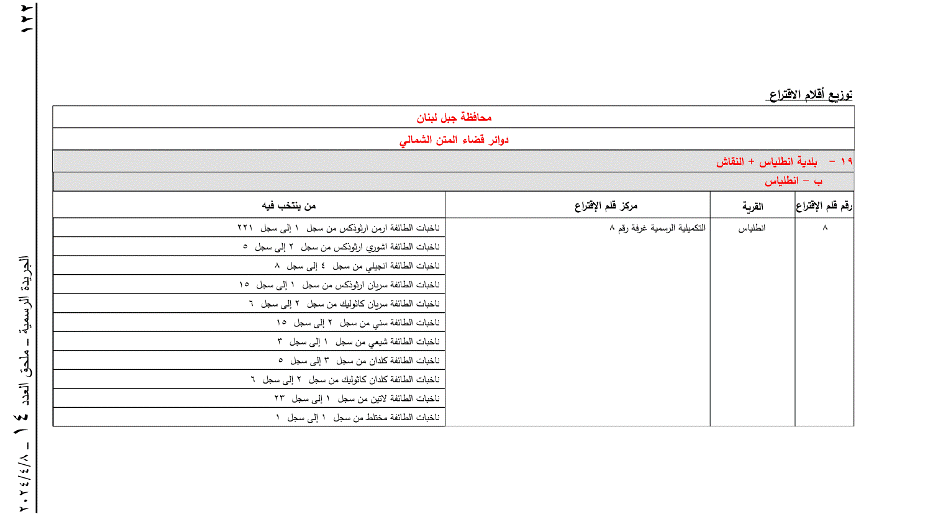 ١٢٢
الجريدة الرسمية – ملحق العدد ١٤ – ٢٠٢٤/٤/٨
توزيع أقلام الاقتراع
محافظة جبل لبنان
دوائر قضاء المتن الشمالي
١٩ - بلدية انطلياس + النقاش
ب - انطلياس
رقم قلم الإقتراع القرية مركز قلم الإقتراع من ينتخب فيه
٨ انطلياس التكميلية الرسمية غرفة رقم ٨ ناخبات الطائفة ارمن ارثوذكس من سجل ١ إلى سجل ٢٢١
ناخبات الطائفة اشوري ارثوذكس من سجل ٢ إلى سجل ٥
ناخبات الطائفة انجيلي من سجل ٤ إلى سجل ٨
ناخبات الطائفة سريان ارثوذكس من سجل ١ إلى سجل ١٥
ناخبات الطائفة سريان كاثوليك من سجل ٢ إلى سجل ٦
ناخبات الطائفة سني من سجل ٢ إلى سجل ١٥
ناخبات الطائفة شيعي من سجل ١ إلى سجل ٣
ناخبات الطائفة كلدان من سجل ٣ إلى سجل ٥
ناخبات الطائفة كلدان كاثوليك من سجل ٢ إلى سجل ٦
ناخبات الطائفة لاتين من سجل ١ إلى سجل ٢٣
ناخبات الطائفة مختلط من سجل ١ إلى سجل ١